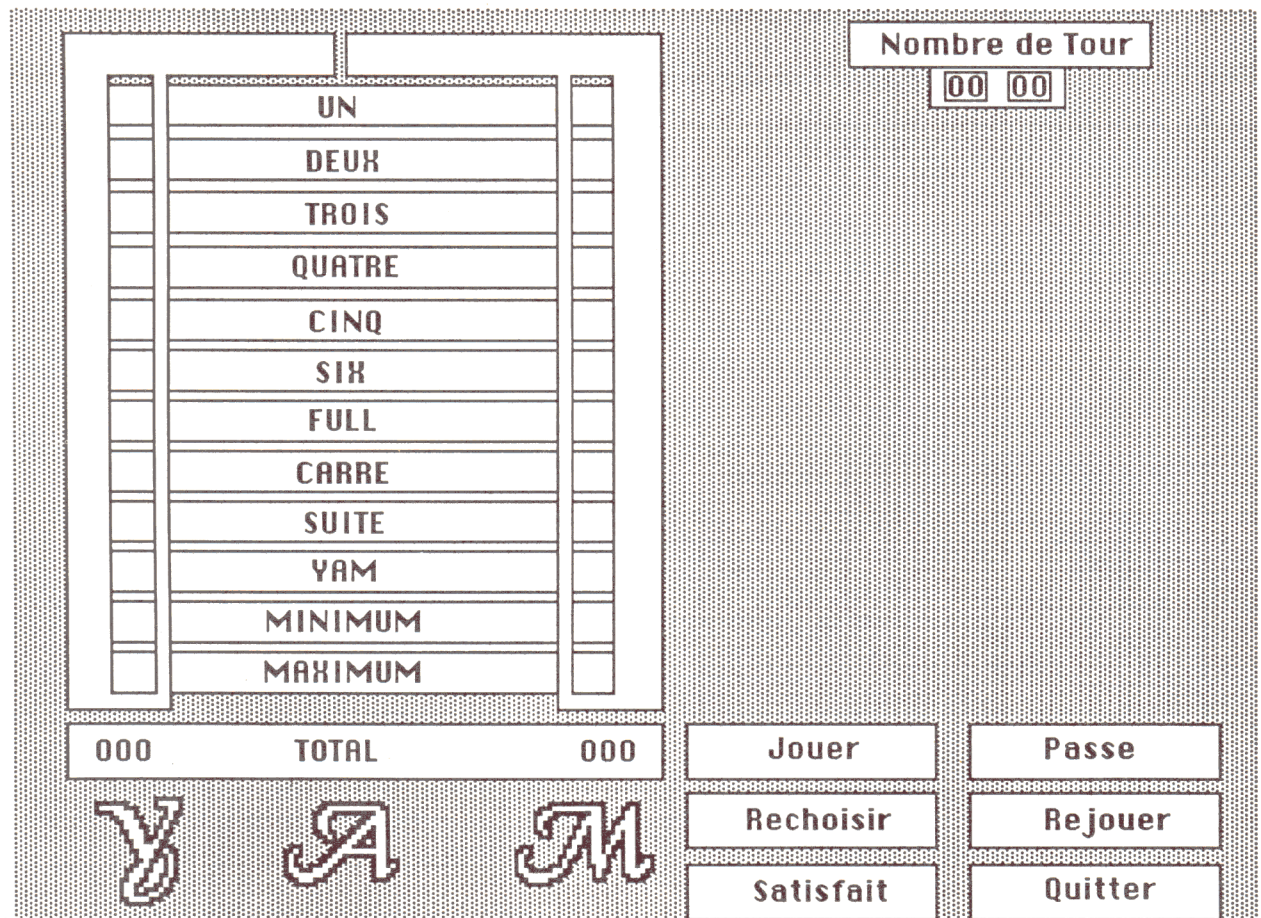 Nombre de Tour
00 00
UN
DEUX
TROIS
QUATRE
CINQ
SIX
FULL
CARRE
SUITE
YAM
MINIMUM
MAXIMUM
000 TOTAL 000
Y A M
Jouer Passe
Rechoisir Rejouer
Satisfait Quitter